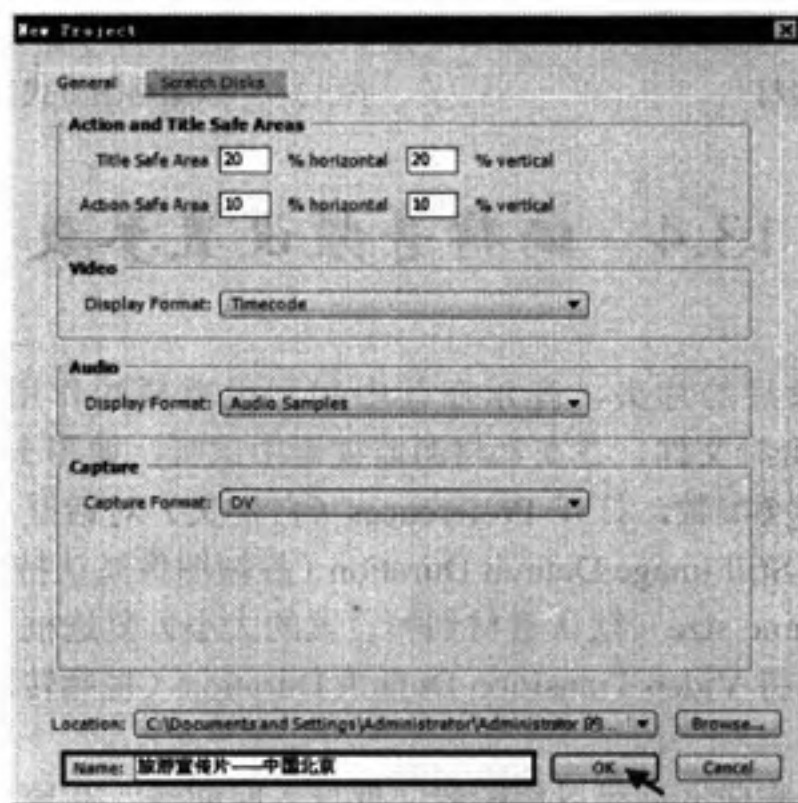 New Project
General Scratch Disks
Action and Title Safe Areas
Title Safe Area 20 % horizontal 20 % vertical
Action Safe Area 10 % horizontal 10 % vertical
Video
Display Format: Timecode
Audio
Display Format: Audio Samples
Capture
Capture Format: DV
Location: C:\Documents and Settings\Administrator\Administrator 的...
Browse...
Name: 旅游宣传片——中国北京
OK
Cancel